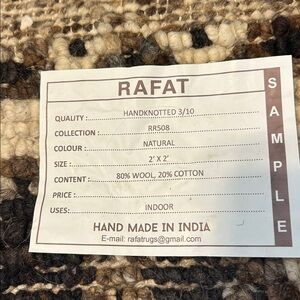 RAFAT
QUALITY : HANDKNOTTED 3/10
COLLECTION : RR508
COLOUR : NATURAL
SIZE : 2' X 2'
CONTENT : 80% WOOL, 20% COTTON
PRICE :
USES: INDOOR
HAND MADE IN INDIA
E-mail: rafatrugs@gmail.com
SAMPLE